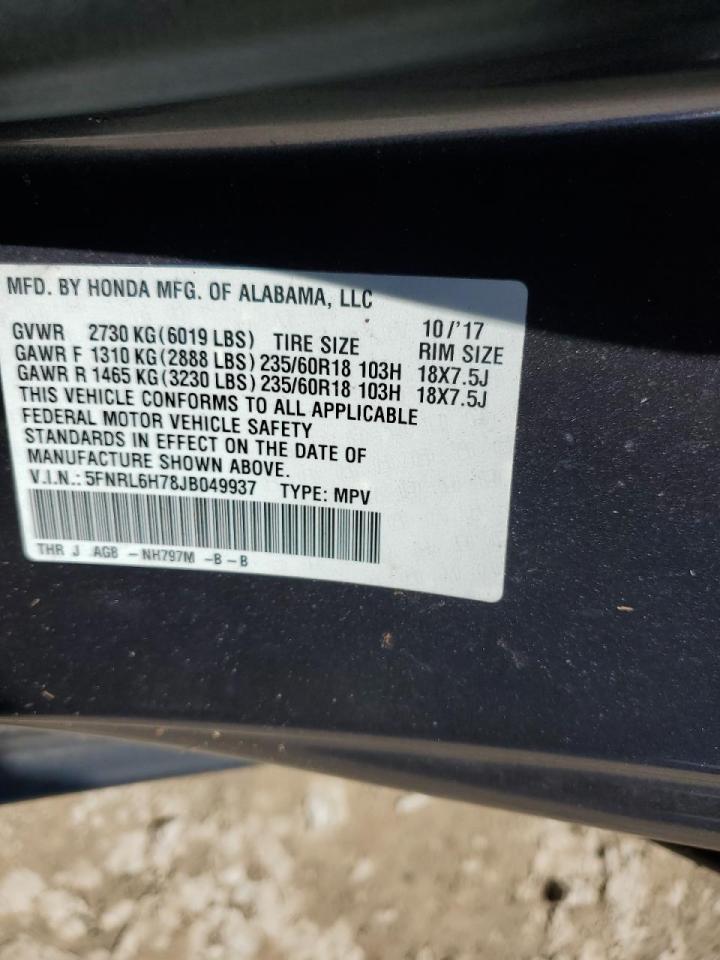 MFD. BY HONDA MFG. OF ALABAMA, LLC
10/'17
GVWR 2730 KG(6019 LBS) TIRE SIZE RIM SIZE
GAWR F 1310 KG(2888 LBS) 235/60R18 103H 18X7.5J
GAWR R 1465 KG(3230 LBS) 235/60R18 103H 18X7.5J
THIS VEHICLE CONFORMS TO ALL APPLICABLE
FEDERAL MOTOR VEHICLE SAFETY
STANDARDS IN EFFECT ON THE DATE OF
MANUFACTURE SHOWN ABOVE.
V.I.N.: 5FNRL6H78JB049937 TYPE: MPV
THR J AGB - NH797M -B-B